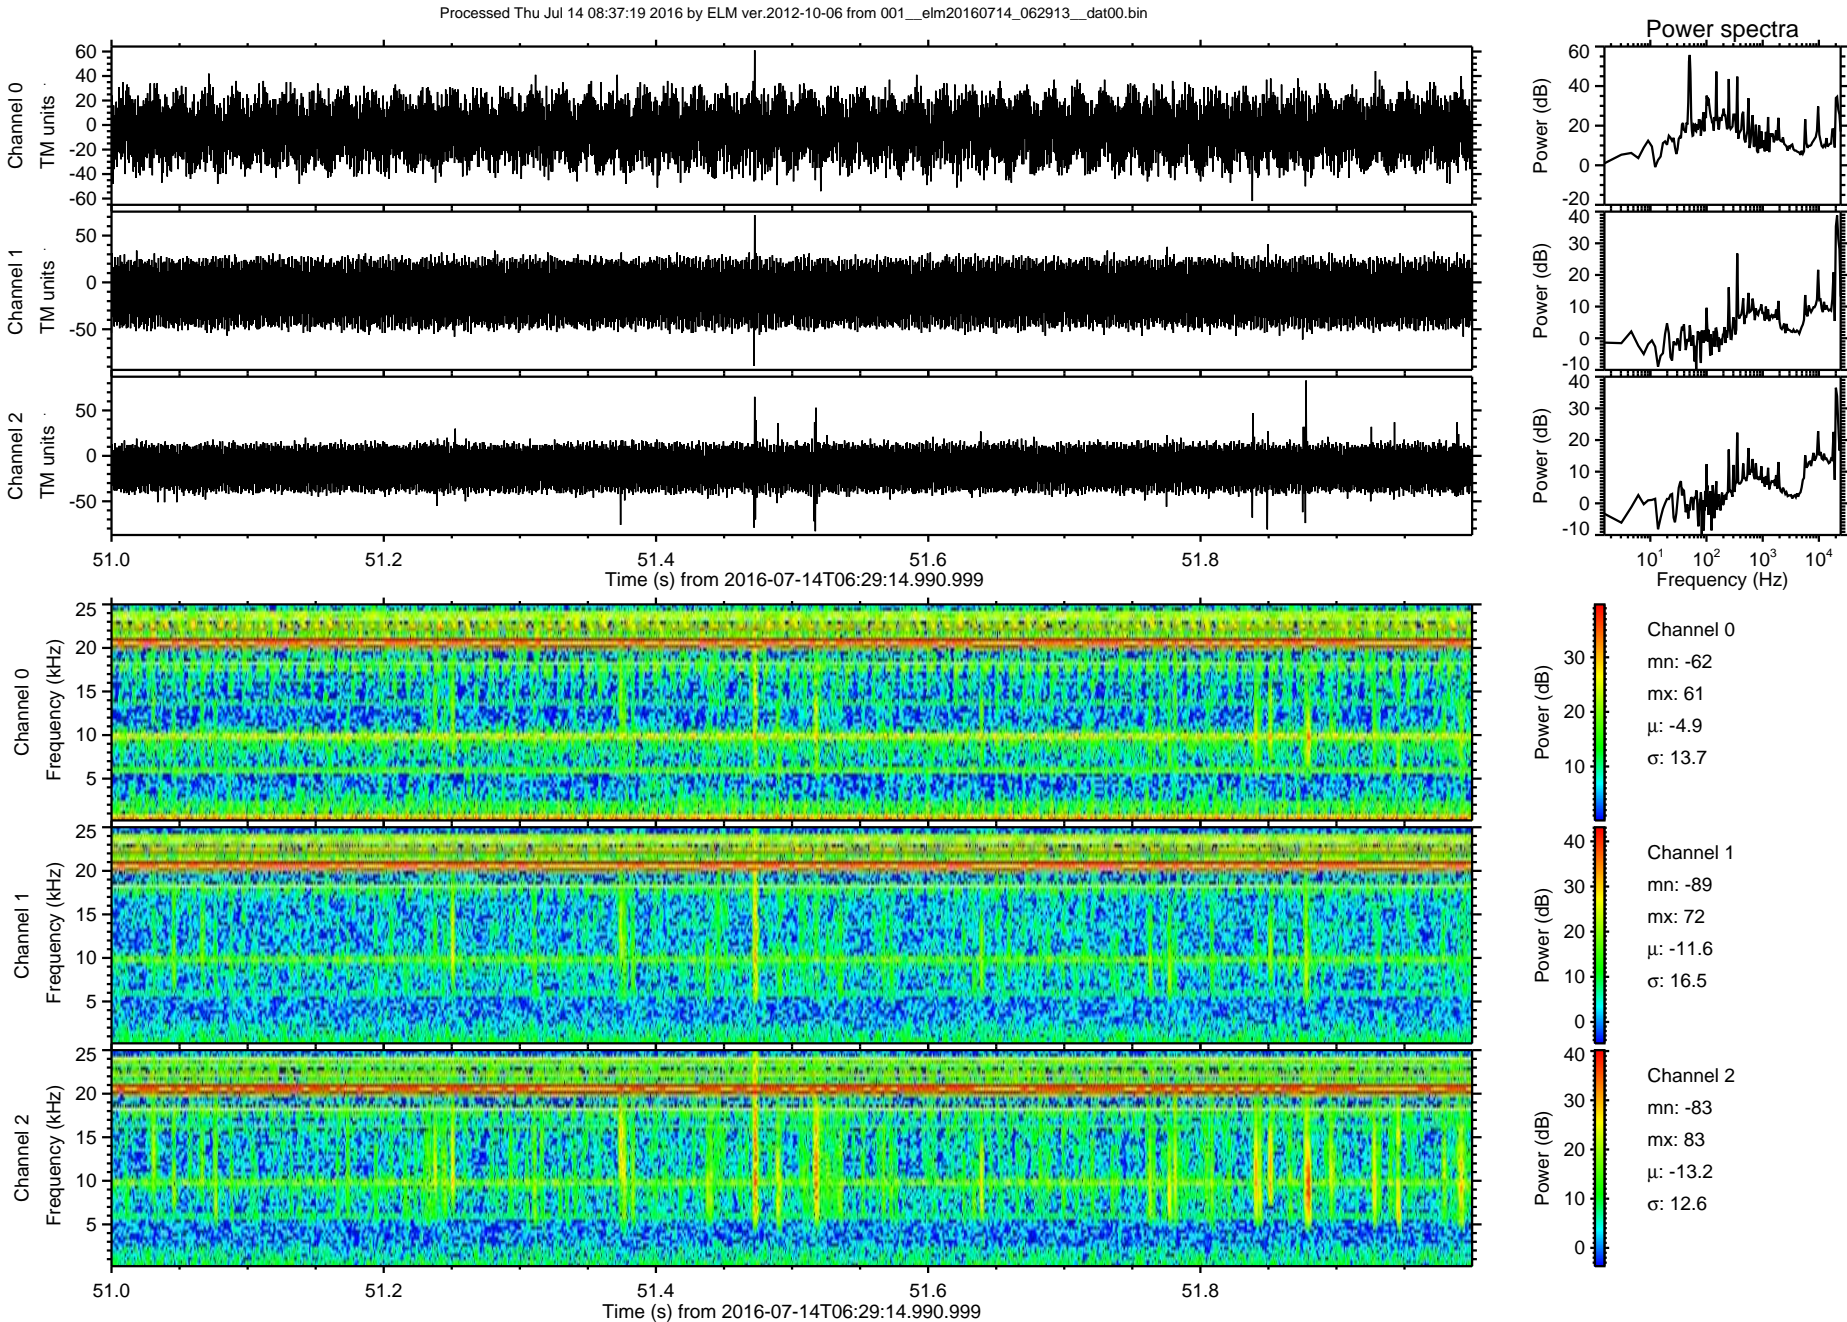 Processed Thu Jul 14 08:37:19 2016 by ELM ver.2012-10-06 from 001__elm20160714_062913__dat00.bin
Power spectra
Channel 0
TM units
60
40
20
0
-20
-40
-60
Power (dB)
60
40
20
0
-20
Channel 1
TM units
50
0
-50
Power (dB)
40
30
20
10
0
-10
Channel 2
TM units
50
0
-50
Power (dB)
40
30
20
10
0
-10
51.0 51.2 51.4 51.6 51.8
Time (s) from 2016-07-14T06:29:14.990.999
10^1 10^2 10^3 10^4
Frequency (Hz)
Channel 0
Frequency (kHz)
25
20
15
10
5
Power (dB)
30
20
10
Channel 0
mn: -62
mx: 61
μ: -4.9
σ: 13.7
Channel 1
Frequency (kHz)
25
20
15
10
5
Power (dB)
40
30
20
10
0
Channel 1
mn: -89
mx: 72
μ: -11.6
σ: 16.5
Channel 2
Frequency (kHz)
25
20
15
10
5
Power (dB)
40
30
20
10
0
Channel 2
mn: -83
mx: 83
μ: -13.2
σ: 12.6
51.0 51.2 51.4 51.6 51.8
Time (s) from 2016-07-14T06:29:14.990.999